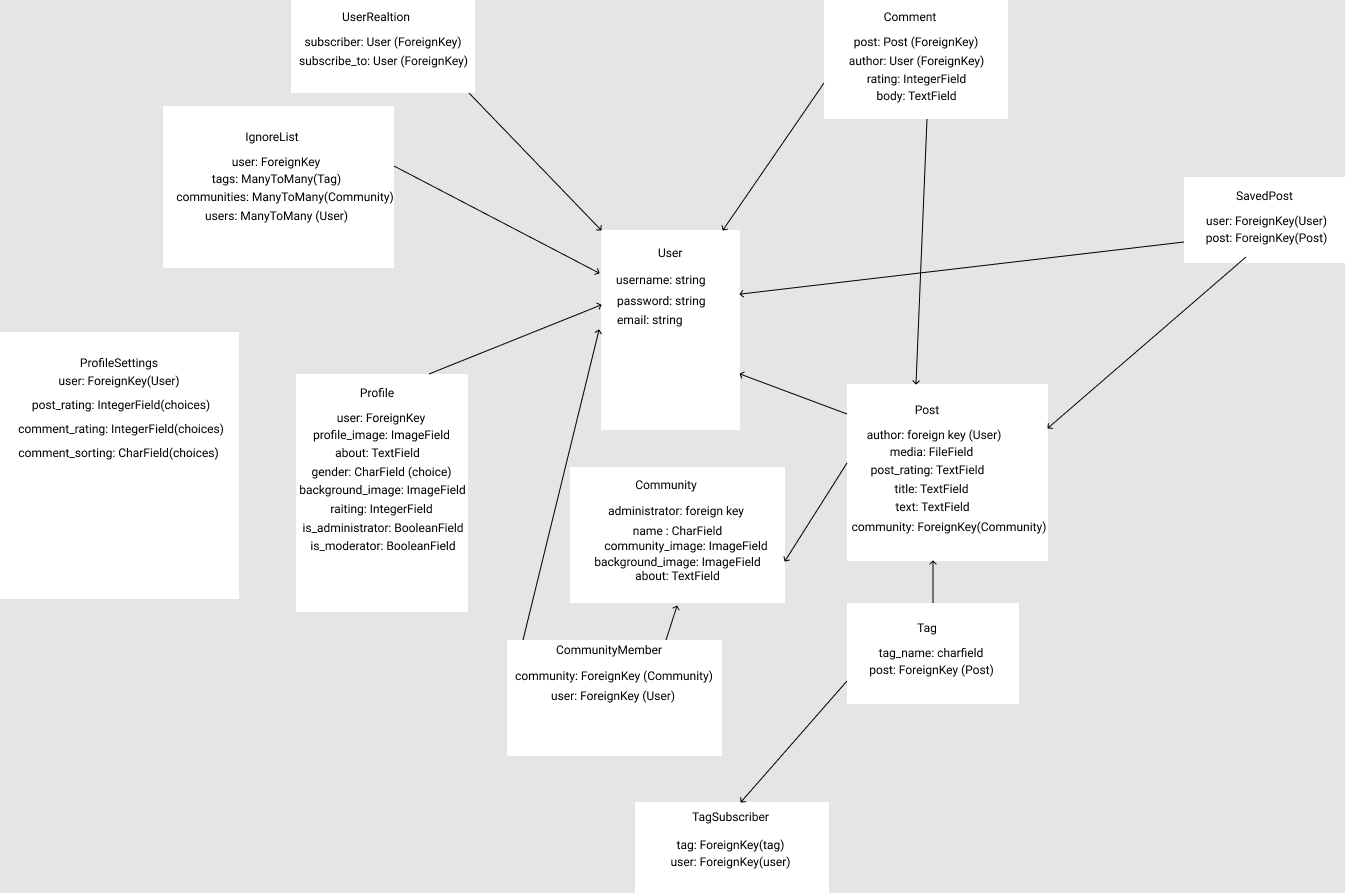 UserRealtion
subscriber: User (ForeignKey)
subscribe_to: User (ForeignKey)
Comment
post: Post (ForeignKey)
author: User (ForeignKey)
rating: IntegerField
body: TextField
IgnoreList
user: ForeignKey
tags: ManyToMany(Tag)
communities: ManyToMany(Community)
users: ManyToMany (User)
SavedPost
user: ForeignKey(User)
post: ForeignKey(Post)
User
username: string
password: string
email: string
ProfileSettings
user: ForeignKey(User)
post_rating: IntegerField(choices)
comment_rating: IntegerField(choices)
comment_sorting: CharField(choices)
Profile
user: ForeignKey
profile_image: ImageField
about: TextField
gender: CharField (choice)
background_image: ImageField
raiting: IntegerField
is_administrator: BooleanField
is_moderator: BooleanField
Post
author: foreign key (User)
media: FileField
post_rating: TextField
title: TextField
text: TextField
community: ForeignKey(Community)
Community
administrator: foreign key
name : CharField
community_image: ImageField
background_image: ImageField
about: TextField
Tag
tag_name: charfield
post: ForeignKey (Post)
CommunityMember
community: ForeignKey (Community)
user: ForeignKey (User)
TagSubscriber
tag: ForeignKey(tag)
user: ForeignKey(user)